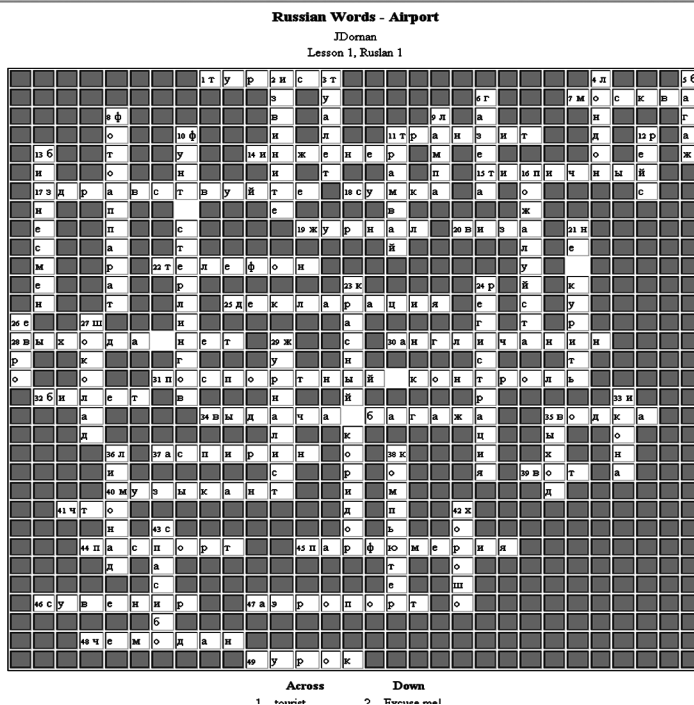 Russian Words - Airport
JDornan
Lesson 1, Ruslan 1
1 т у р 2 и с 3 т 4 л 5 б
з у 6 г 7 м о с к в а
8 ф в а 9 л а н г
о 10 ф и л 11 т р а н з и т д 12 р а
13 б о у 14 и н ж е н е р м е о е ж
и т н и т а п 15 т и 16 п и ч н ы й
17 з д р а в с т в у й т е 18 с у м к а а о с
н п е в ж
е п с 19 ж у р н а л 20 в и з а 21 н
с а т й л е
м р 22 т е л е ф о н у
е а р 23 к 24 р й к
н т л 25 д е к л а р а ц и я е с у
26 е 27 ш и а г т р
28 в ы х о д а н е т 29 ж с 30 а н г л и ч а н и н
р к г у н с т
о о 31 п о с п о р т н ы й к о н т р о л ь
32 б и л е т в н й р 33 и
а 34 в ы д а ч а б а г а ж а 35 в о д к а
д л к ц ы о
36 л 37 а с п и р и н о 38 к и х н
и с р о я 39 в о т а
40 м у з ы к а н т и м д
41 ч т о д п 42 х
н 43 с о ь о
44 п а с п о р т 45 п а р ф ю м е р и я
д а т о
с е ш
46 с у в е н и р 47 а э р о п о р т о
б
48 ч е м о д а н
49 у р о к
Across Down
1. tourist 2. Excuse me!